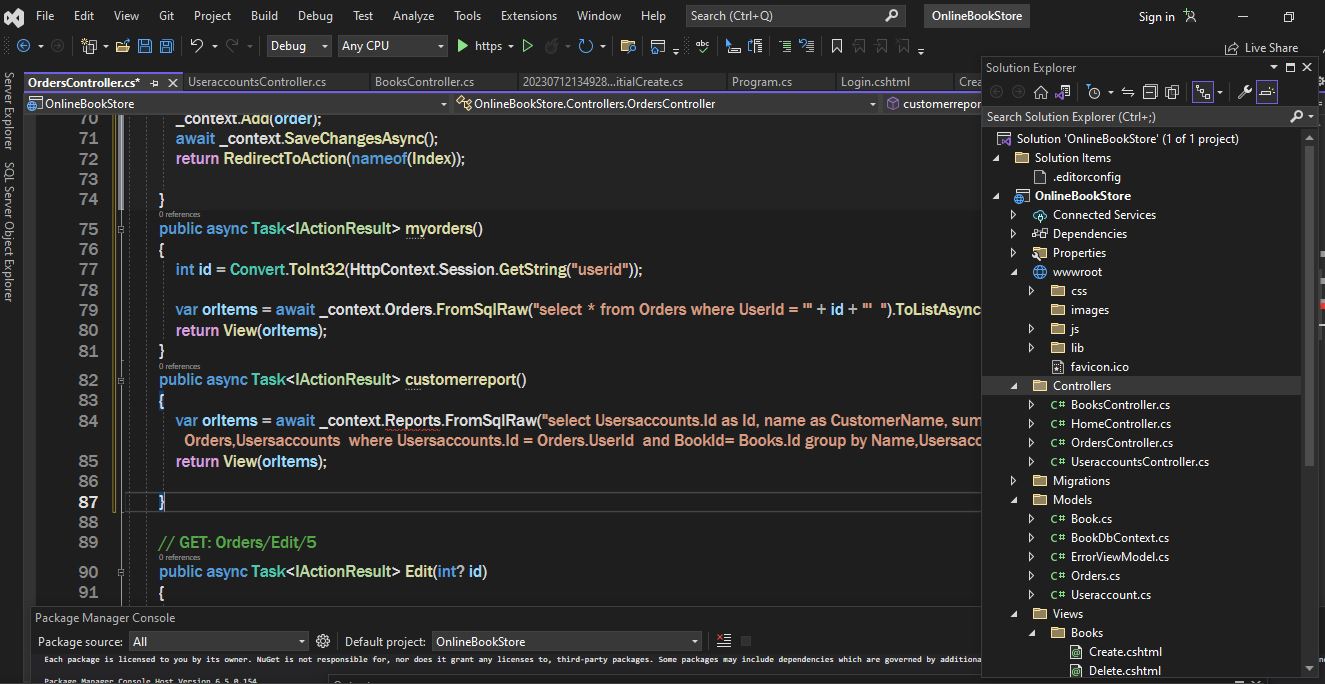 File Edit View Git Project Build Debug Test Analyze Tools Extensions Window Help Search (Ctrl+Q) OnlineBookStore Sign in
Debug Any CPU https Live Share
Server Explorer
SQL Server Object Explorer
OrdersController.cs* UseraccountsController.cs BooksController.cs 20230712134928...itialCreate.cs Program.cs Login.cshtml Crea
OnlineBookStore OnlineBookStore.Controllers.OrdersController customerrepor
70 _context.Add(order);
71 await _context.SaveChangesAsync();
72 return RedirectToAction(nameof(Index));
73
74 }
0 references
75 public async Task<IActionResult> myorders()
76 {
77 int id = Convert.ToInt32(HttpContext.Session.GetString("userid"));
78
79 var orItems = await _context.Orders.FromSqlRaw("select * from Orders where UserId = '" + id + "' ").ToListAsync
80 return View(orItems);
81 }
0 references
82 public async Task<IActionResult> customerreport()
83 {
84 var orItems = await _context.Reports.FromSqlRaw("select Usersaccounts.Id as Id, name as CustomerName, sum
Orders,Usersaccounts where Usersaccounts.Id = Orders.UserId and BookId= Books.Id group by Name,Usersacc
85 return View(orItems);
86
87 }
88
89 // GET: Orders/Edit/5
0 references
90 public async Task<IActionResult> Edit(int? id)
91 {
Package Manager Console
Package source: All Default project: OnlineBookStore
Each package is licensed to you by its owner. NuGet is not responsible for, nor does it grant any licenses to, third-party packages. Some packages may include dependencies which are governed by additiona
Package Manager Console Host Version 6.5.0.154
Solution Explorer
Search Solution Explorer (Ctrl+;)
Solution 'OnlineBookStore' (1 of 1 project)
Solution Items
.editorconfig
OnlineBookStore
Connected Services
Dependencies
Properties
wwwroot
css
images
js
lib
favicon.ico
Controllers
C# BooksController.cs
C# HomeController.cs
C# OrdersController.cs
C# UseraccountsController.cs
Migrations
Models
C# Book.cs
C# BookDbContext.cs
C# ErrorViewModel.cs
C# Orders.cs
C# Useraccount.cs
Views
Books
Create.cshtml
Delete.cshtml